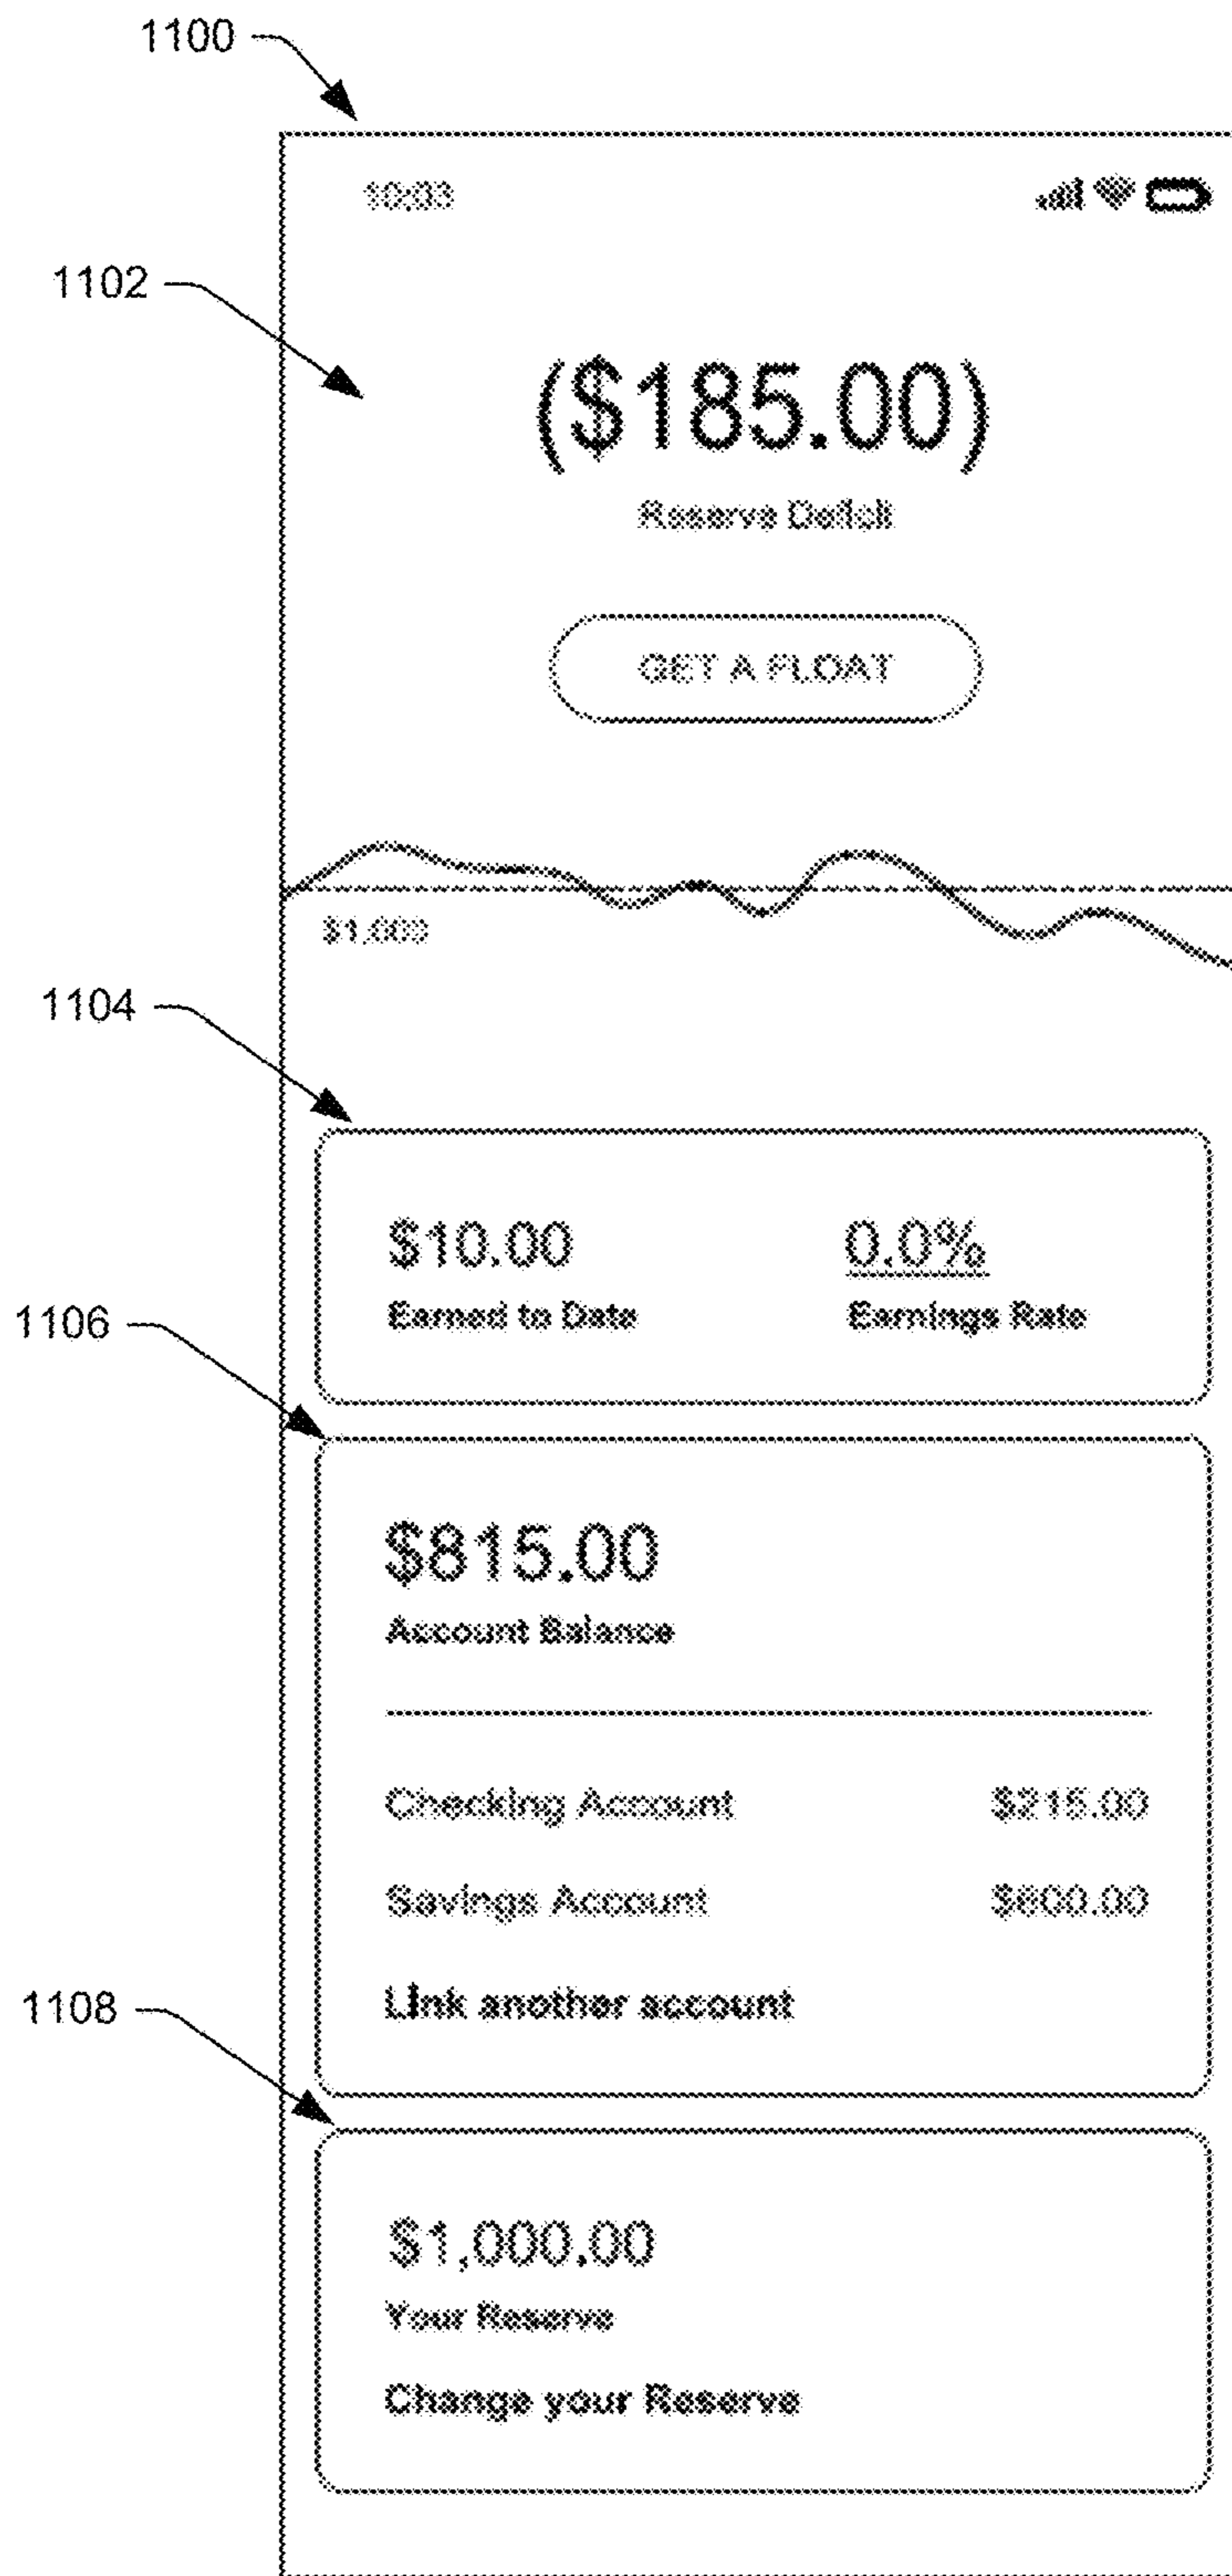 1100
10:03
1102
($185.00)
Reserve Deficit
GET A FLOAT
$1,000
1104
$10.00 0.0%
Earned to Date Earnings Rate
1106
$815.00
Account Balance
Checking Account $215.00
Savings Account $600.00
Link another account
1108
$1,000.00
Your Reserve
Change your Reserve